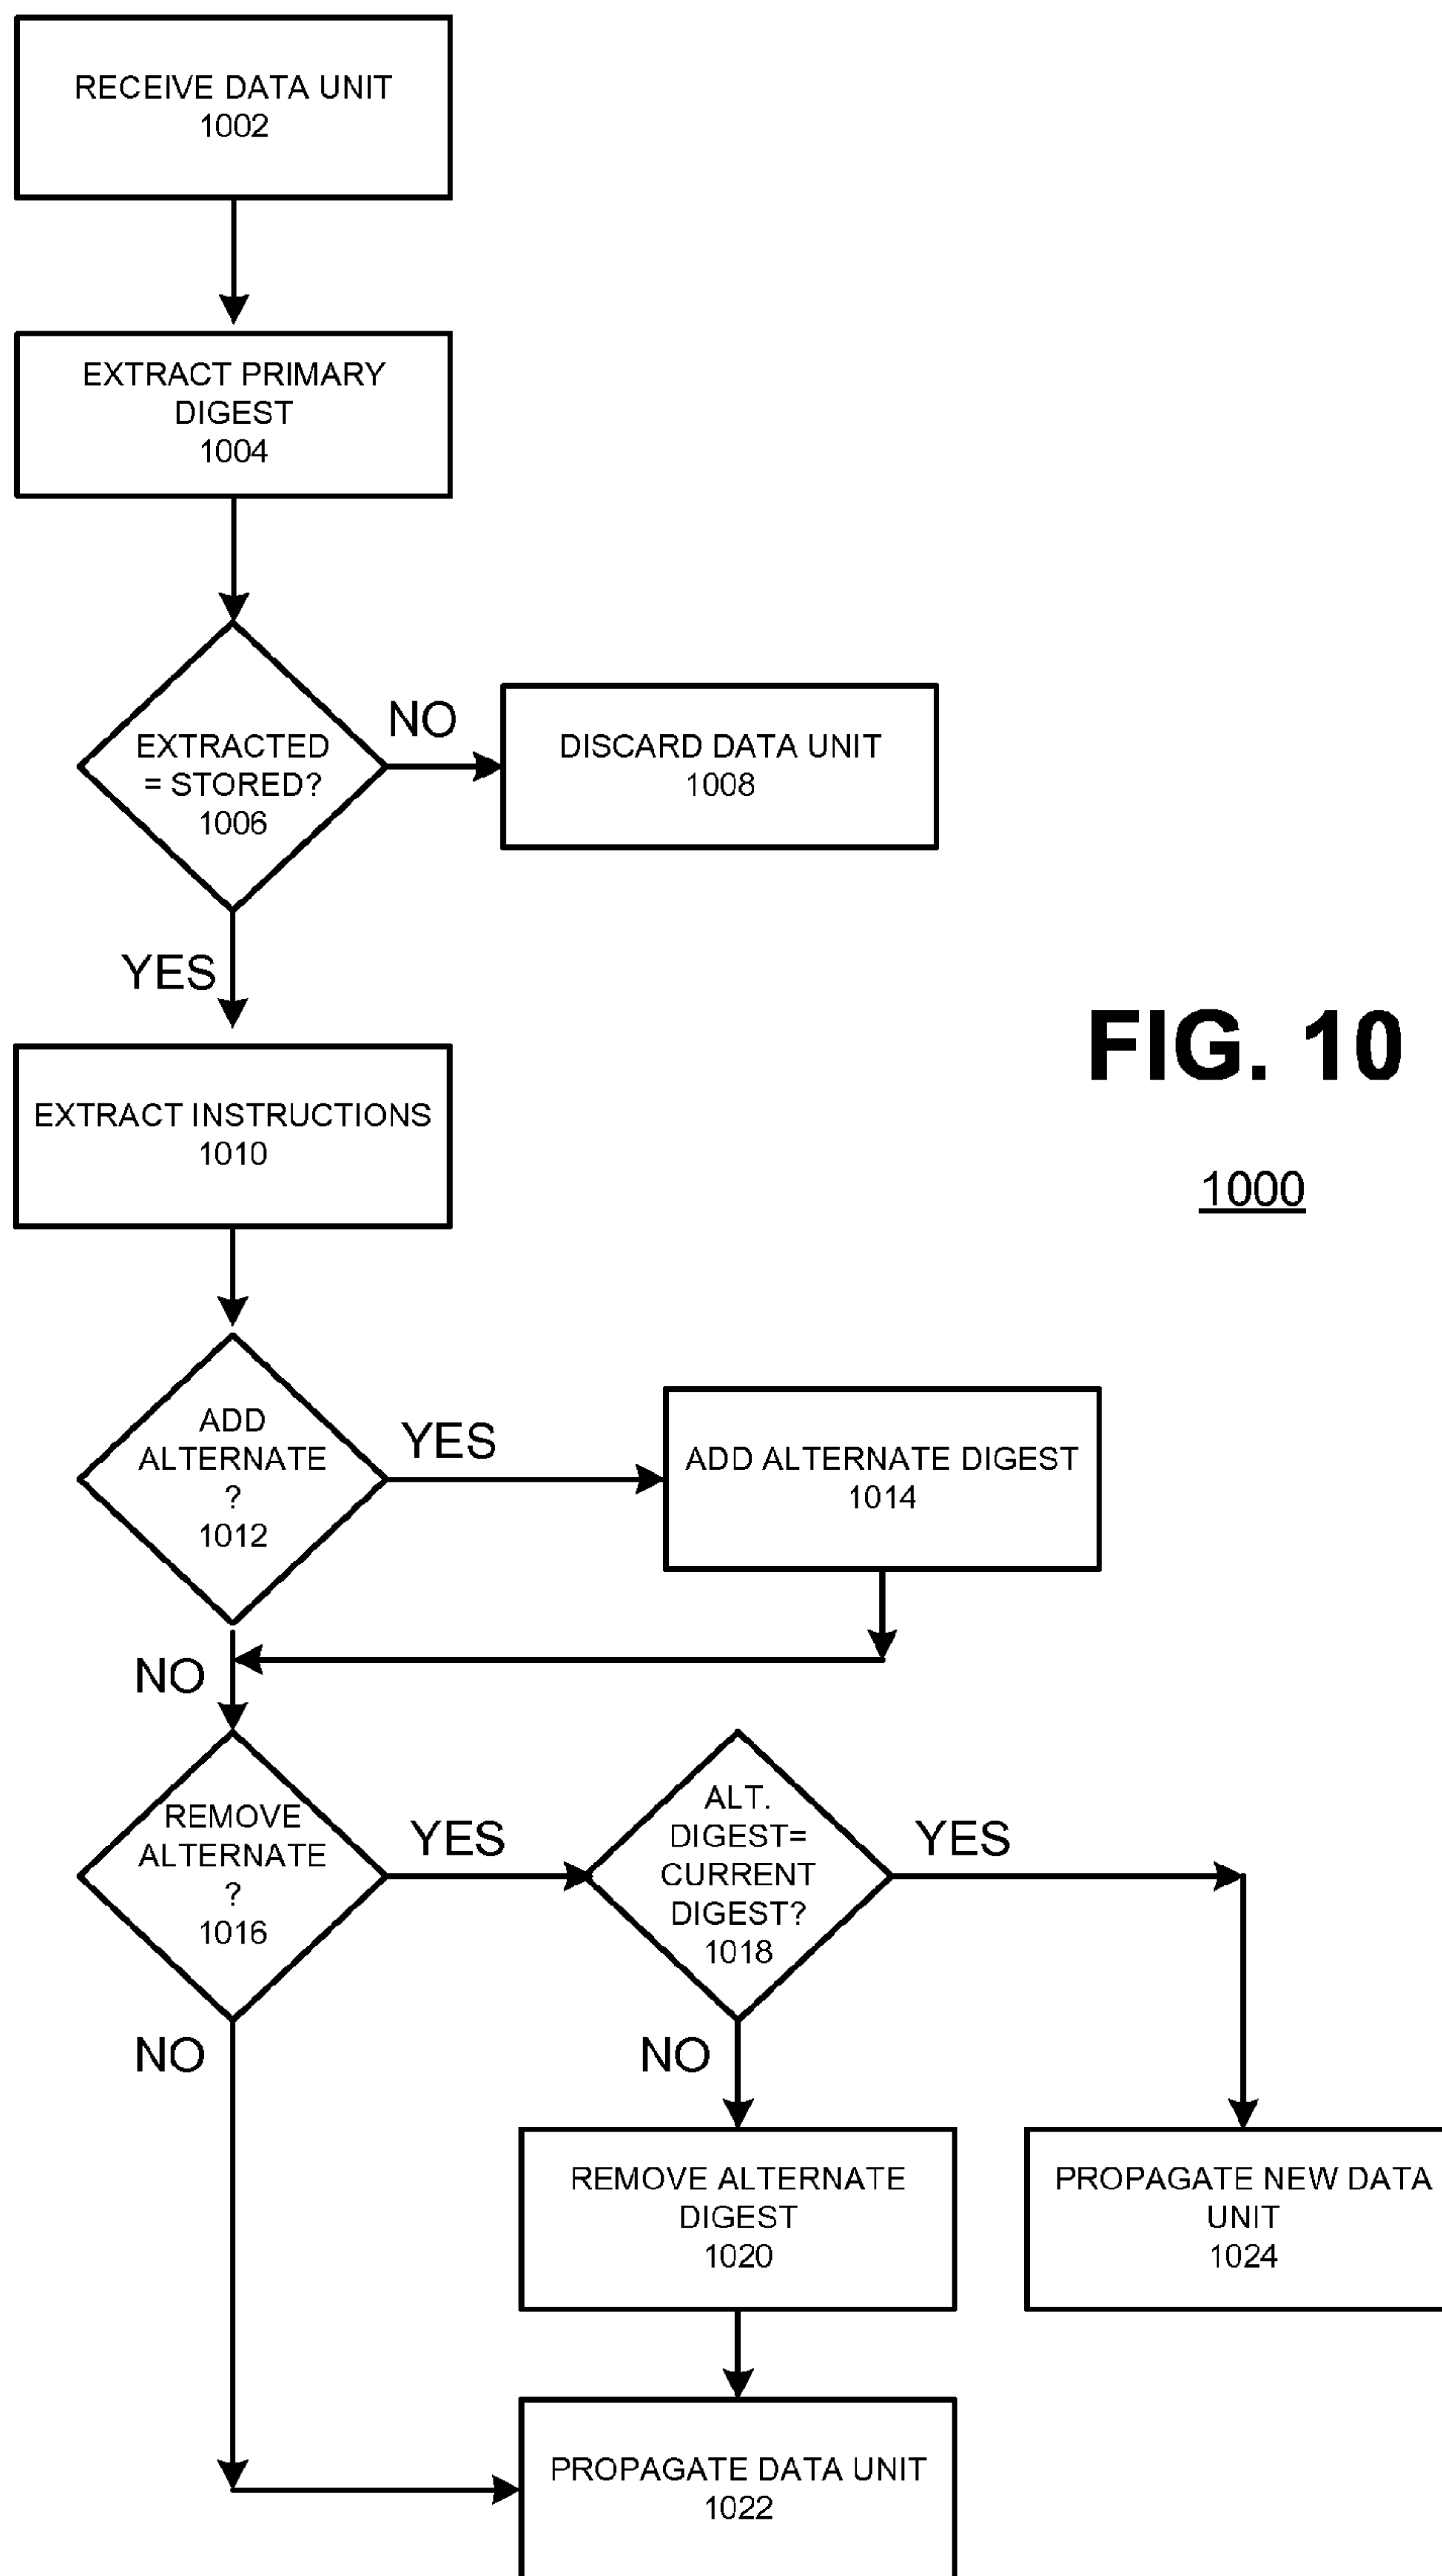 RECEIVE DATA UNIT
1002
EXTRACT PRIMARY
DIGEST
1004
EXTRACTED
= STORED?
1006
NO
DISCARD DATA UNIT
1008
YES
EXTRACT INSTRUCTIONS
1010
FIG. 10
1000
ADD
ALTERNATE
?
1012
YES
ADD ALTERNATE DIGEST
1014
NO
REMOVE
ALTERNATE
?
1016
YES
ALT.
DIGEST=
CURRENT
DIGEST?
1018
YES
NO
NO
REMOVE ALTERNATE
DIGEST
1020
PROPAGATE NEW DATA
UNIT
1024
PROPAGATE DATA UNIT
1022